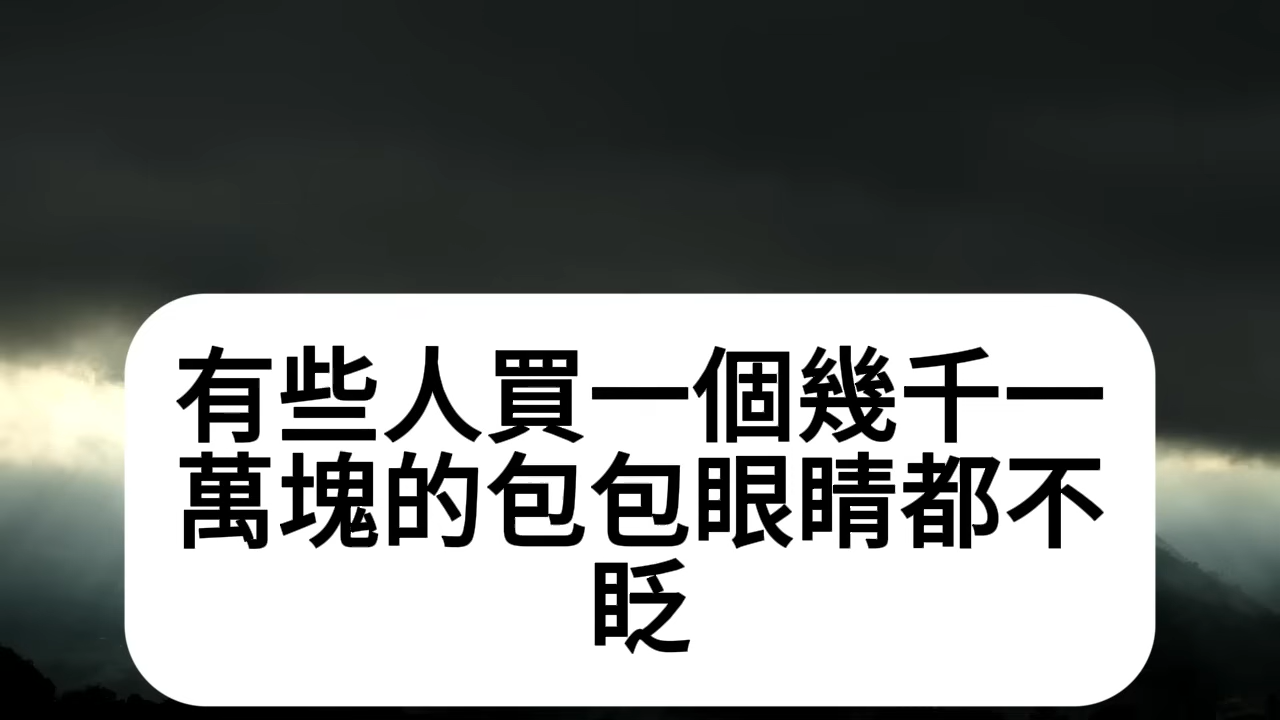 有些人買一個幾千一
萬塊的包包眼睛都不
眨